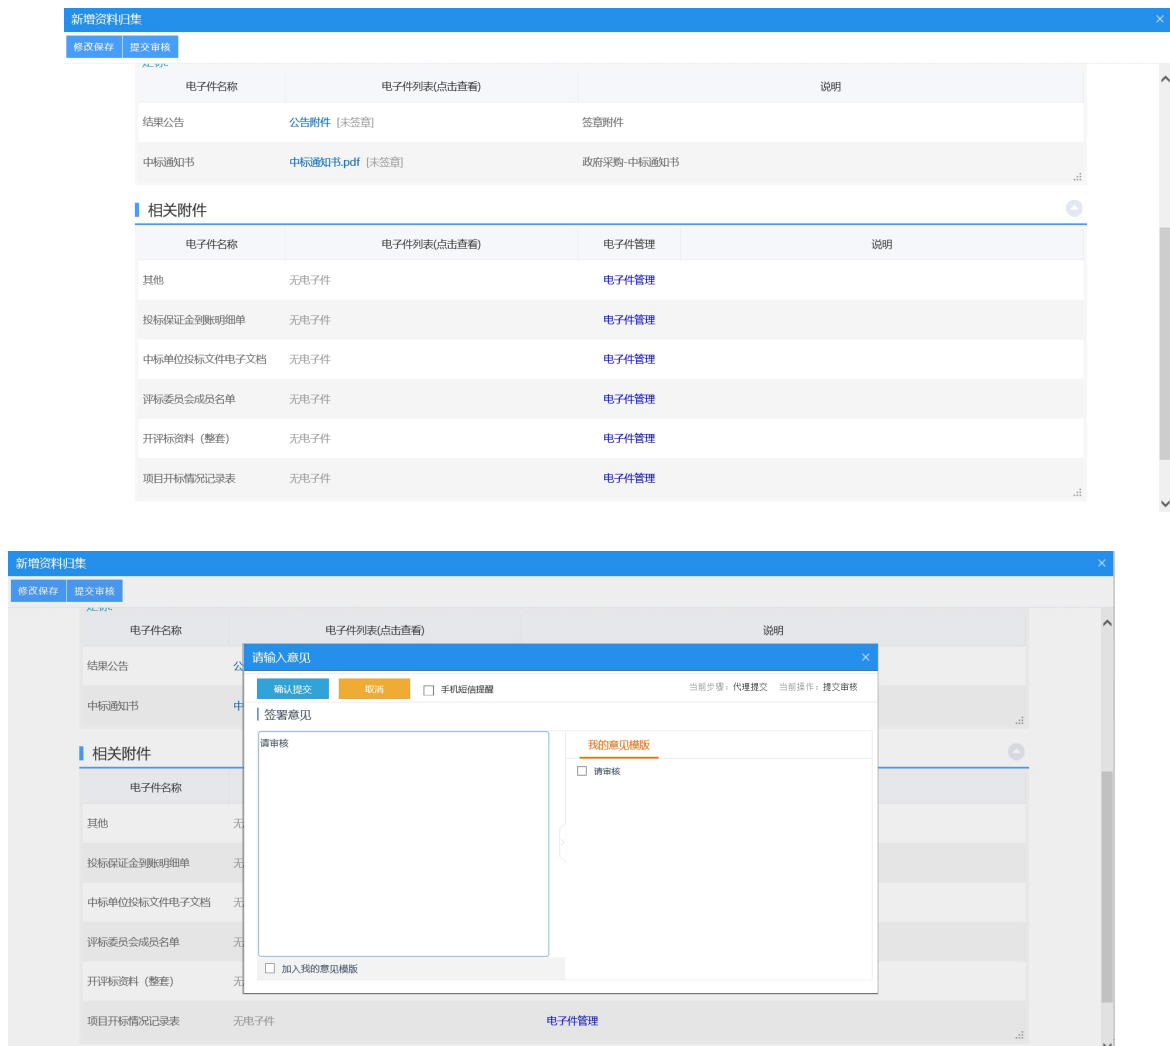 新增资料归集
修改保存 提交审核
电子件名称 电子件列表(点击查看) 说明
结果公告 公告附件 [未签章] 签章附件
中标通知书 中标通知书.pdf [未签章] 政府采购-中标通知书
相关附件
电子件名称 电子件列表(点击查看) 电子件管理 说明
其他 无电子件 电子件管理
投标保证金到账明细单 无电子件 电子件管理
中标单位投标文件电子文档 无电子件 电子件管理
评标委员会成员名单 无电子件 电子件管理
开评标资料（整套） 无电子件 电子件管理
项目开标情况记录表 无电子件 电子件管理
新增资料归集
修改保存 提交审核
电子件名称 电子件列表(点击查看) 说明
请输入意见
结果公告 公
确认提交 取消 手机短信提醒 当前步骤：代理提交 当前操作：提交审核
中标通知书 中
签署意见
请审核 我的意见模版
相关附件
请审核
电子件名称
其他 无
投标保证金到账明细单 无
中标单位投标文件电子文档 无
评标委员会成员名单 无
加入我的意见模版
开评标资料（整套） 无
项目开标情况记录表 无电子件 电子件管理